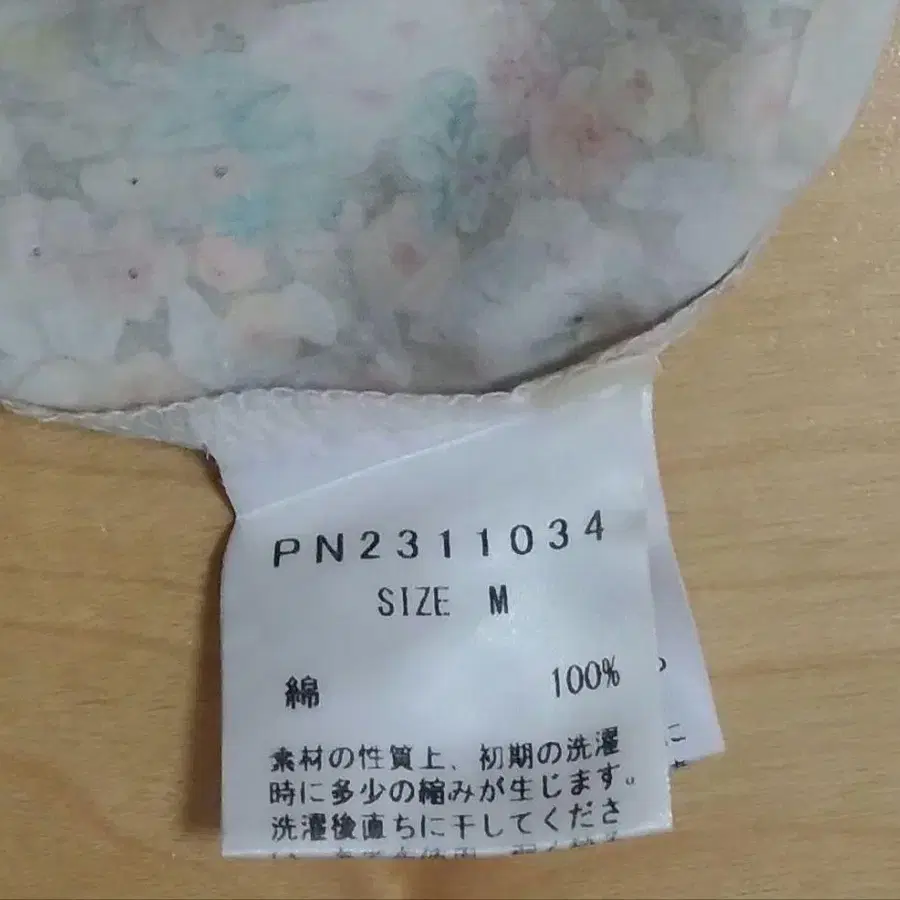 PN2311034
SIZE M
綿 100%
素材の性質上、初期の洗濯
時に多少の縮みが生じます。
洗濯後直ちに干してくださ
に